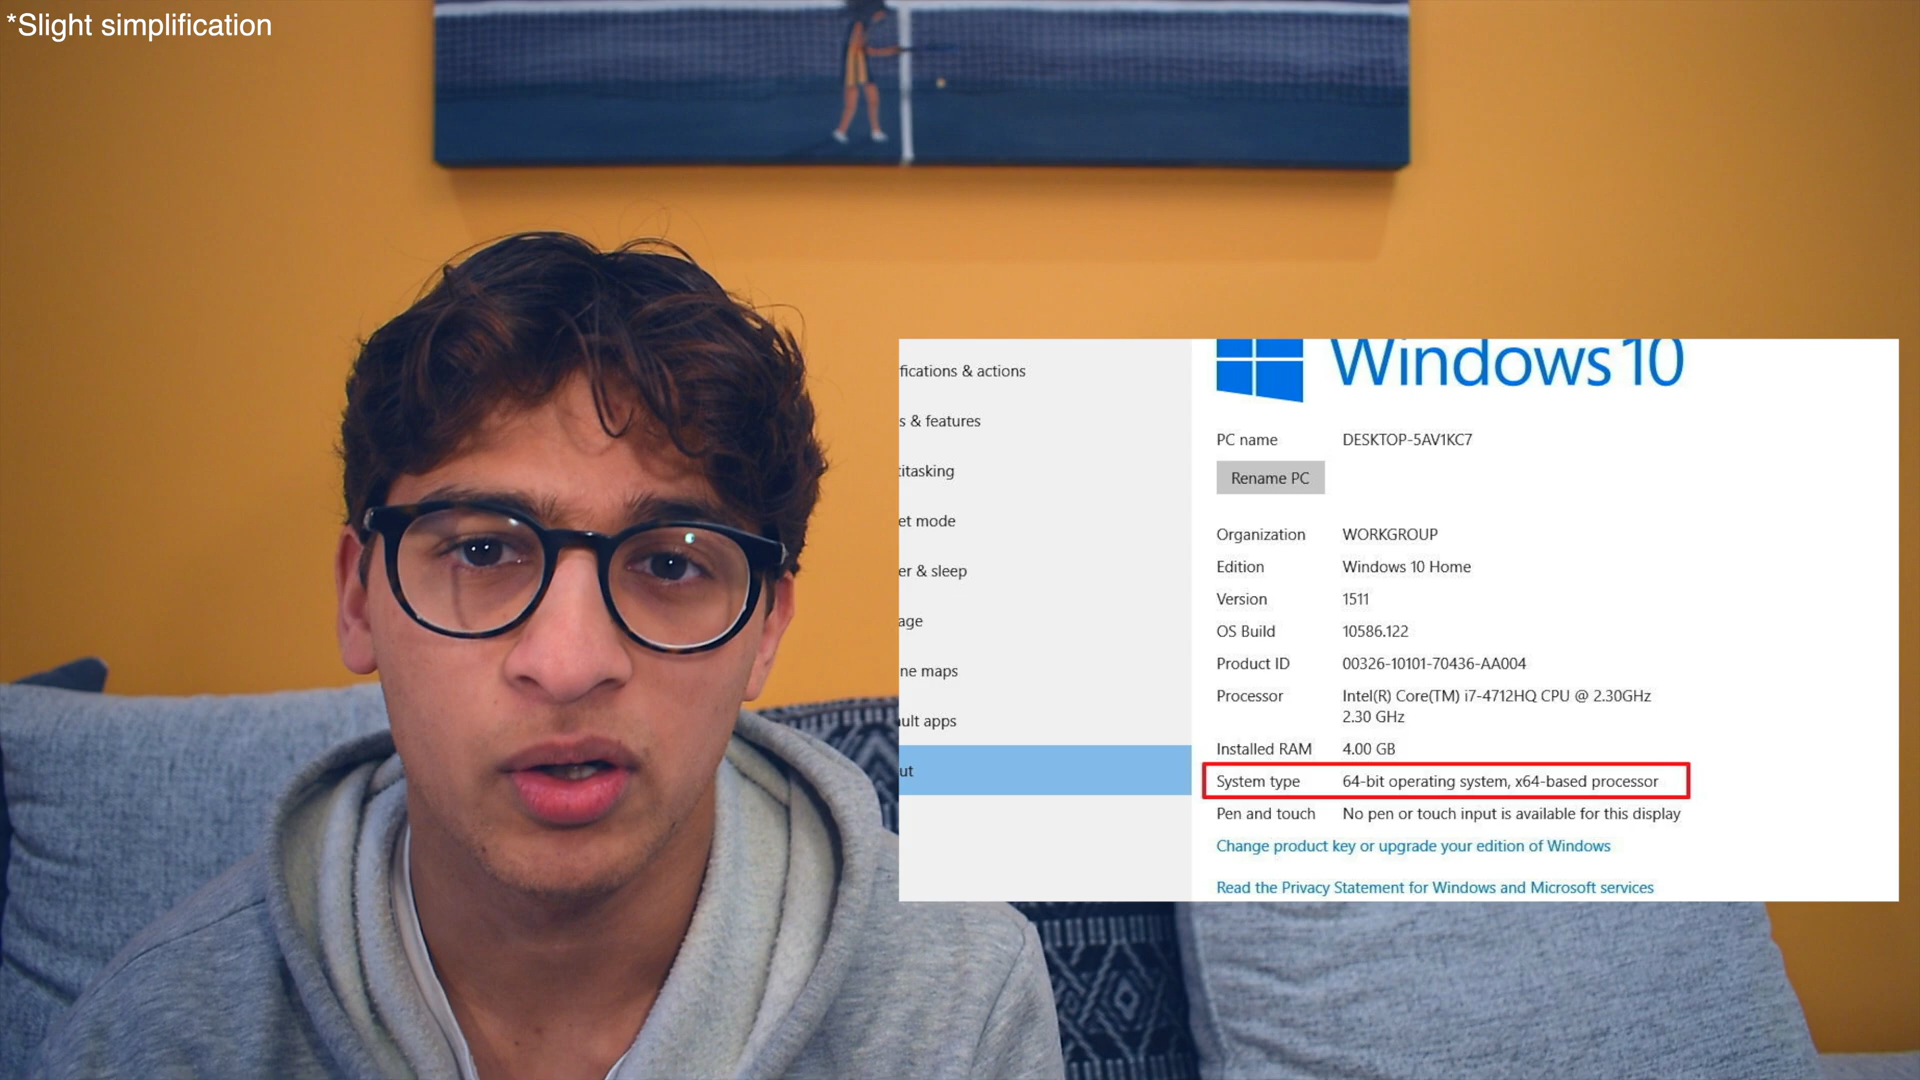 *Slight simplification
fications & actions
s & features
itasking
et mode
er & sleep
age
ne maps
ult apps
ut
Windows 10
PC name DESKTOP-5AV1KC7
Rename PC
Organization WORKGROUP
Edition Windows 10 Home
Version 1511
OS Build 10586.122
Product ID 00326-10101-70436-AA004
Processor Intel(R) Core(TM) i7-4712HQ CPU @ 2.30GHz
2.30 GHz
Installed RAM 4.00 GB
System type 64-bit operating system, x64-based processor
Pen and touch No pen or touch input is available for this display
Change product key or upgrade your edition of Windows
Read the Privacy Statement for Windows and Microsoft services